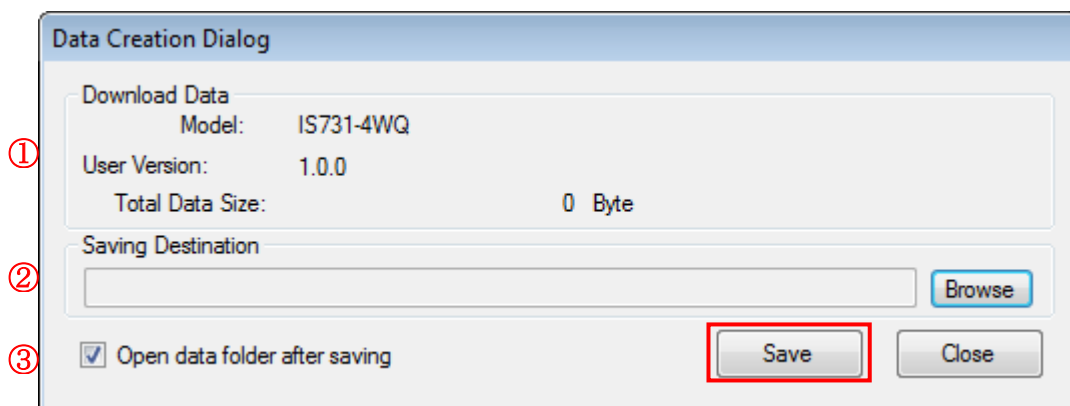 Data Creation Dialog
Download Data
Model: IS731-4WQ
①
User Version: 1.0.0
Total Data Size: 0 Byte
Saving Destination
②
Browse
③ Open data folder after saving Save Close